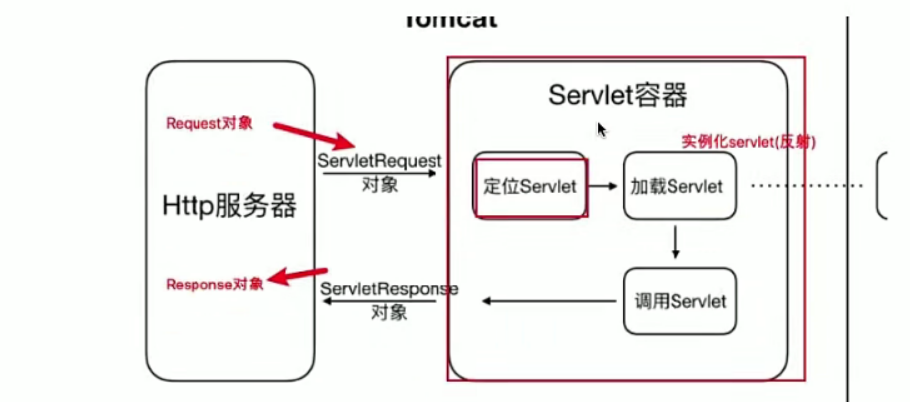 Tomcat
Servlet容器
Request对象
实例化servlet(反射)
ServletRequest
对象
定位Servlet
加载Servlet
Http服务器
Response对象
ServletResponse
对象
调用Servlet